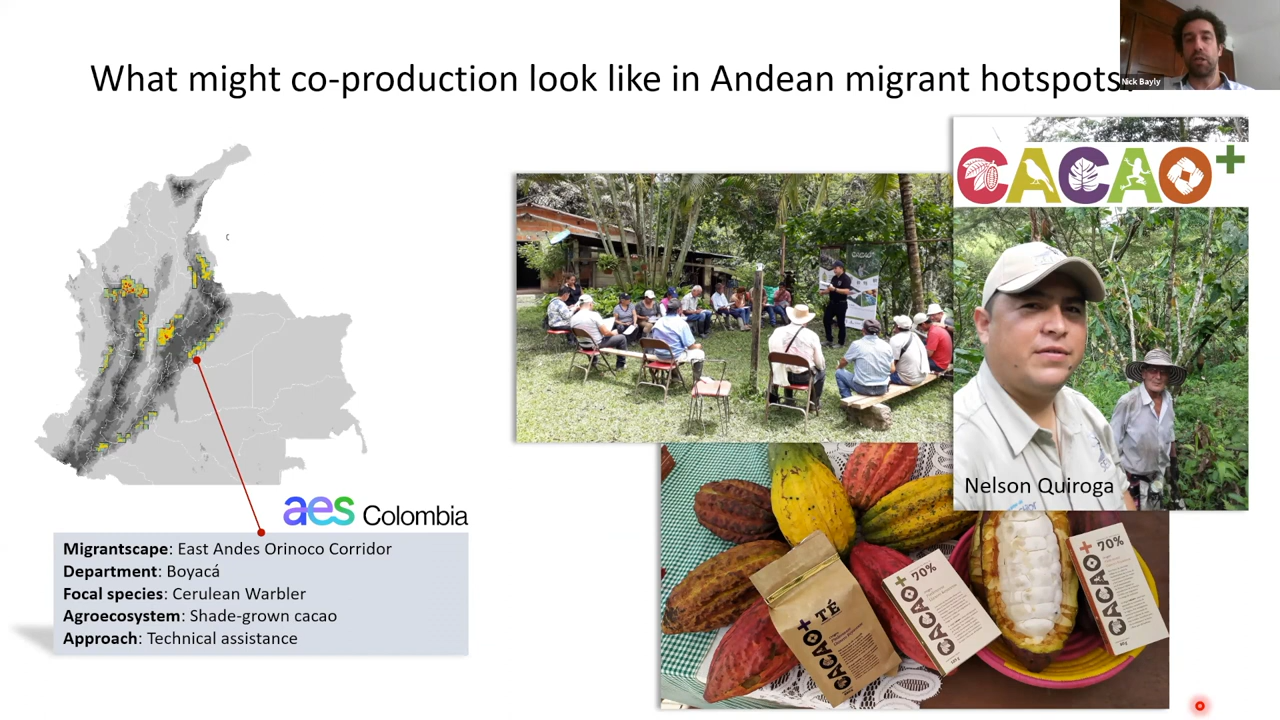 What might co-production look like in Andean migrant hotspots
Nick Bayly
CACAO+
Nelson Quiroga
aes Colombia
Migrantscape: East Andes Orinoco Corridor
Department: Boyacá
Focal species: Cerulean Warbler
Agroecosystem: Shade-grown cacao
Approach: Technical assistance
CACAO+ TÉ
CACAO+ 70%
CACAO+ 70%